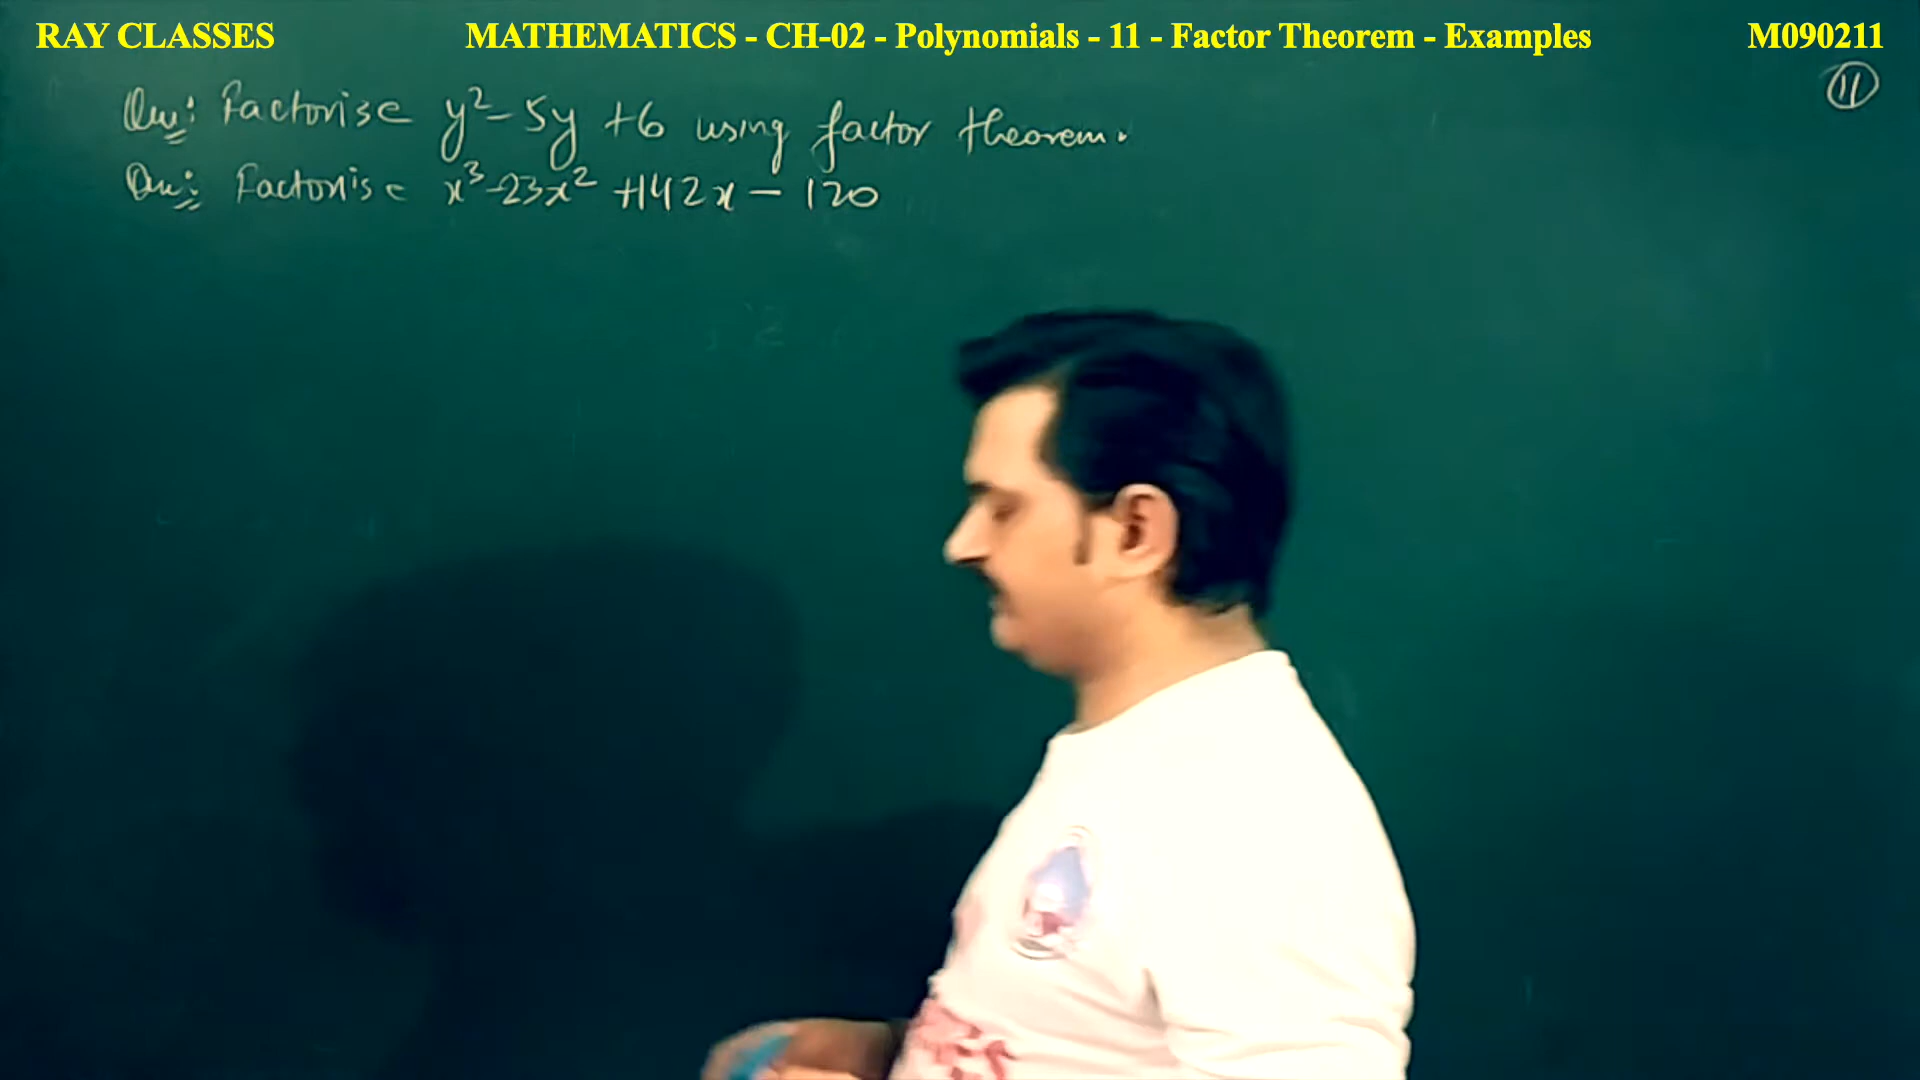 RAY CLASSES MATHEMATICS - CH-02 - Polynomials - 11 - Factor Theorem - Examples M090211
11
Qu: Factorise y² - 5y + 6 using factor theorem.
Qu: Factorise x³ - 23x² + 142x - 120